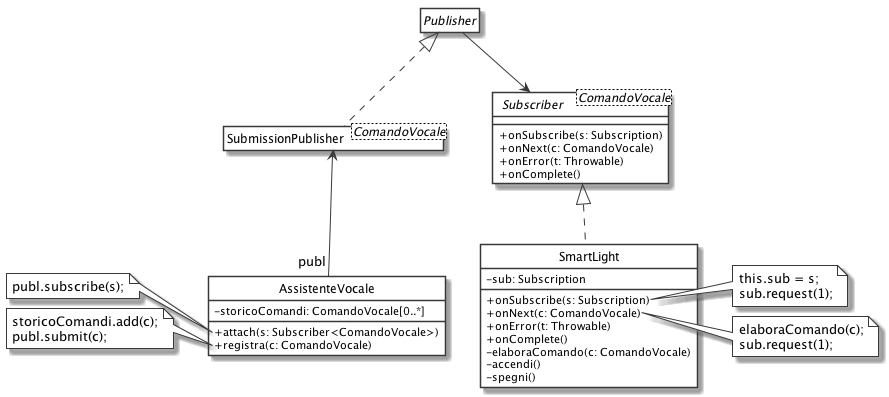 Publisher
Subscriber
ComandoVocale
+onSubscribe(s: Subscription)
+onNext(c: ComandoVocale)
+onError(t: Throwable)
+onComplete()
SubmissionPublisher
ComandoVocale
publ
AssistenteVocale
-storicoComandi: ComandoVocale[0..*]
+attach(s: Subscriber<ComandoVocale>)
+registra(c: ComandoVocale)
publ.subscribe(s);
storicoComandi.add(c);
publ.submit(c);
SmartLight
-sub: Subscription
+onSubscribe(s: Subscription)
+onNext(c: ComandoVocale)
+onError(t: Throwable)
+onComplete()
-elaboraComando(c: ComandoVocale)
-accendi()
-spegni()
this.sub = s;
sub.request(1);
elaboraComando(c);
sub.request(1);